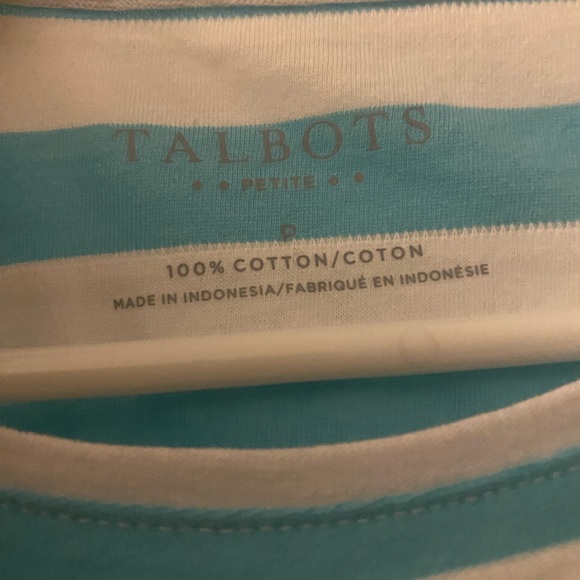 TALBOTS
• • PETITE • •
P
100% COTTON/COTON
MADE IN INDONESIA/FABRIQUÉ EN INDONÉSIE